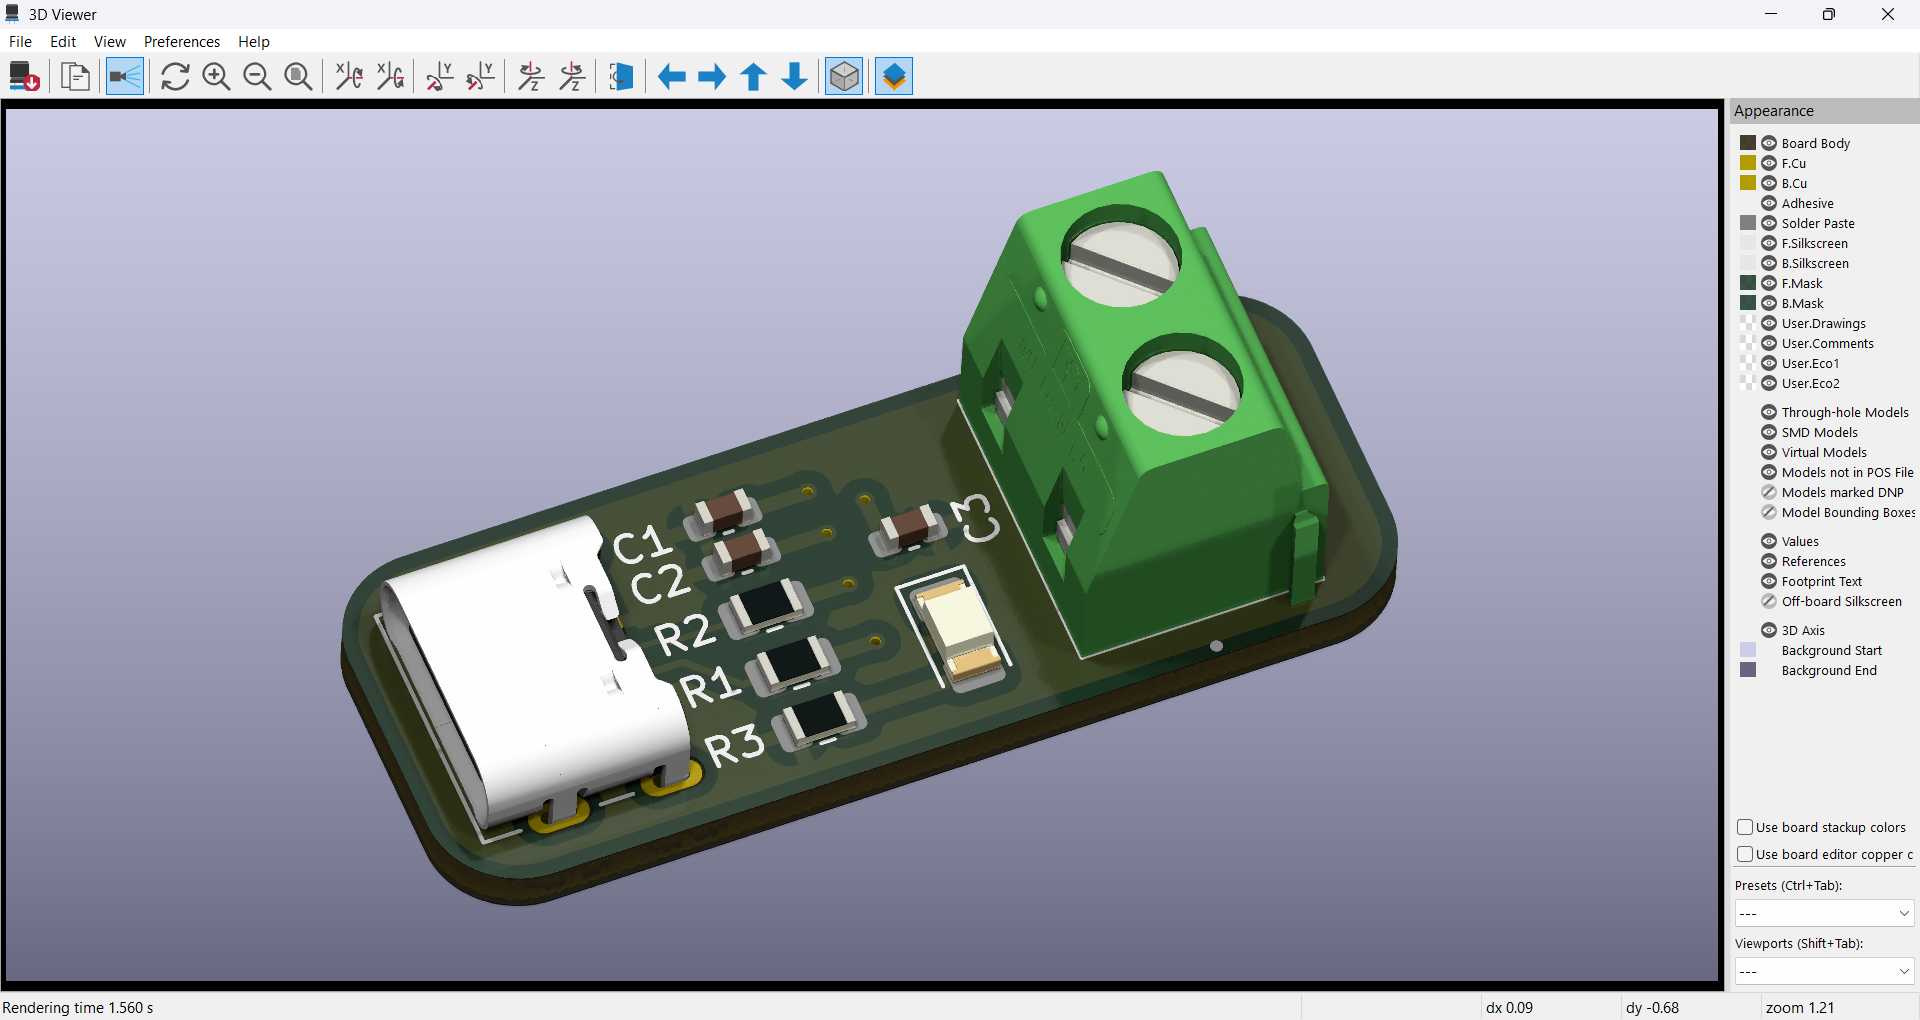 3D Viewer
File Edit View Preferences Help
Appearance
Board Body
F.Cu
B.Cu
Adhesive
Solder Paste
F.Silkscreen
B.Silkscreen
F.Mask
B.Mask
User.Drawings
User.Comments
User.Eco1
User.Eco2
Through-hole Models
SMD Models
Virtual Models
Models not in POS File
Models marked DNP
Model Bounding Boxes
Values
References
Footprint Text
Off-board Silkscreen
3D Axis
Background Start
Background End
C1
C2
R2
R1
R3
C3
Use board stackup colors
Use board editor copper c
Presets (Ctrl+Tab):
---
Viewports (Shift+Tab):
---
Rendering time 1.560 s
dx 0.09
dy -0.68
zoom 1.21